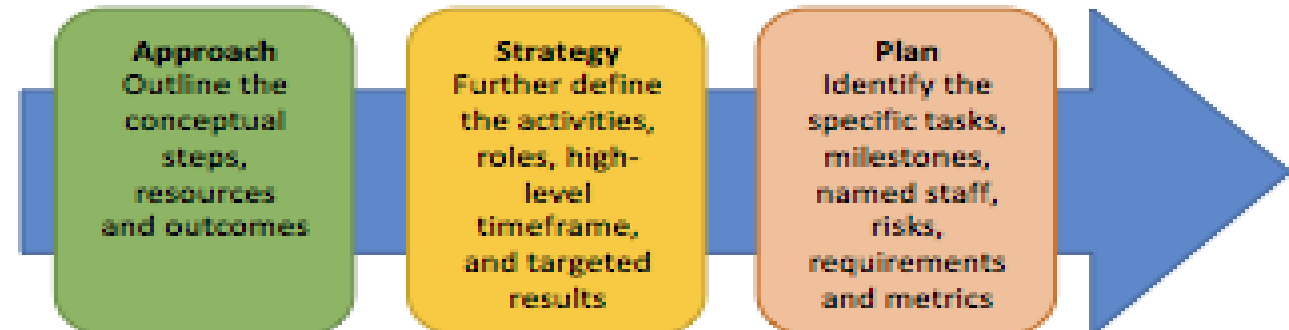 Approach
Outline the
conceptual
steps,
resources
and outcomes
Strategy
Further define
the activities,
roles, high-
level
timeframe,
and targeted
results
Plan
Identify the
specific tasks,
milestones,
named staff,
risks,
requirements
and metrics